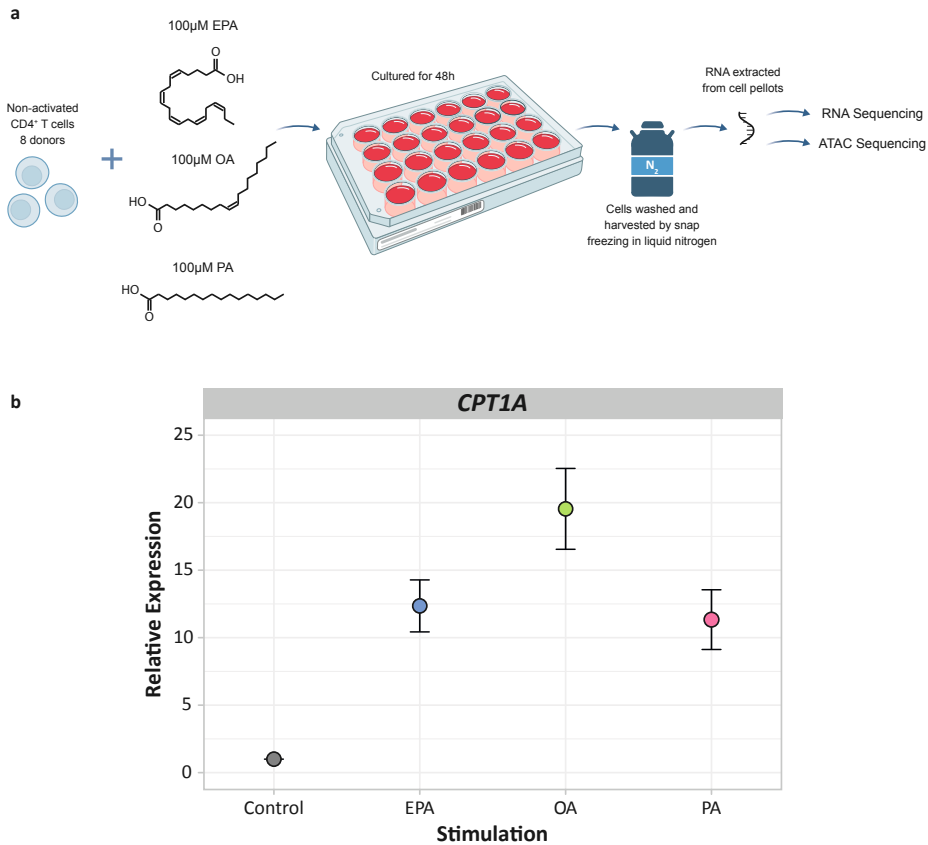 a
100µM EPA
O
OH
Non-activated
CD4⁺ T cells
8 donors
100µM OA
HO
O
100µM PA
HO
O
Cultured for 48h
N₂
Cells washed and
harvested by snap
freezing in liquid nitrogen
RNA extracted
from cell pellots
RNA Sequencing
ATAC Sequencing
b
CPT1A
Relative Expression
25
20
15
10
5
0
Control EPA OA PA
Stimulation